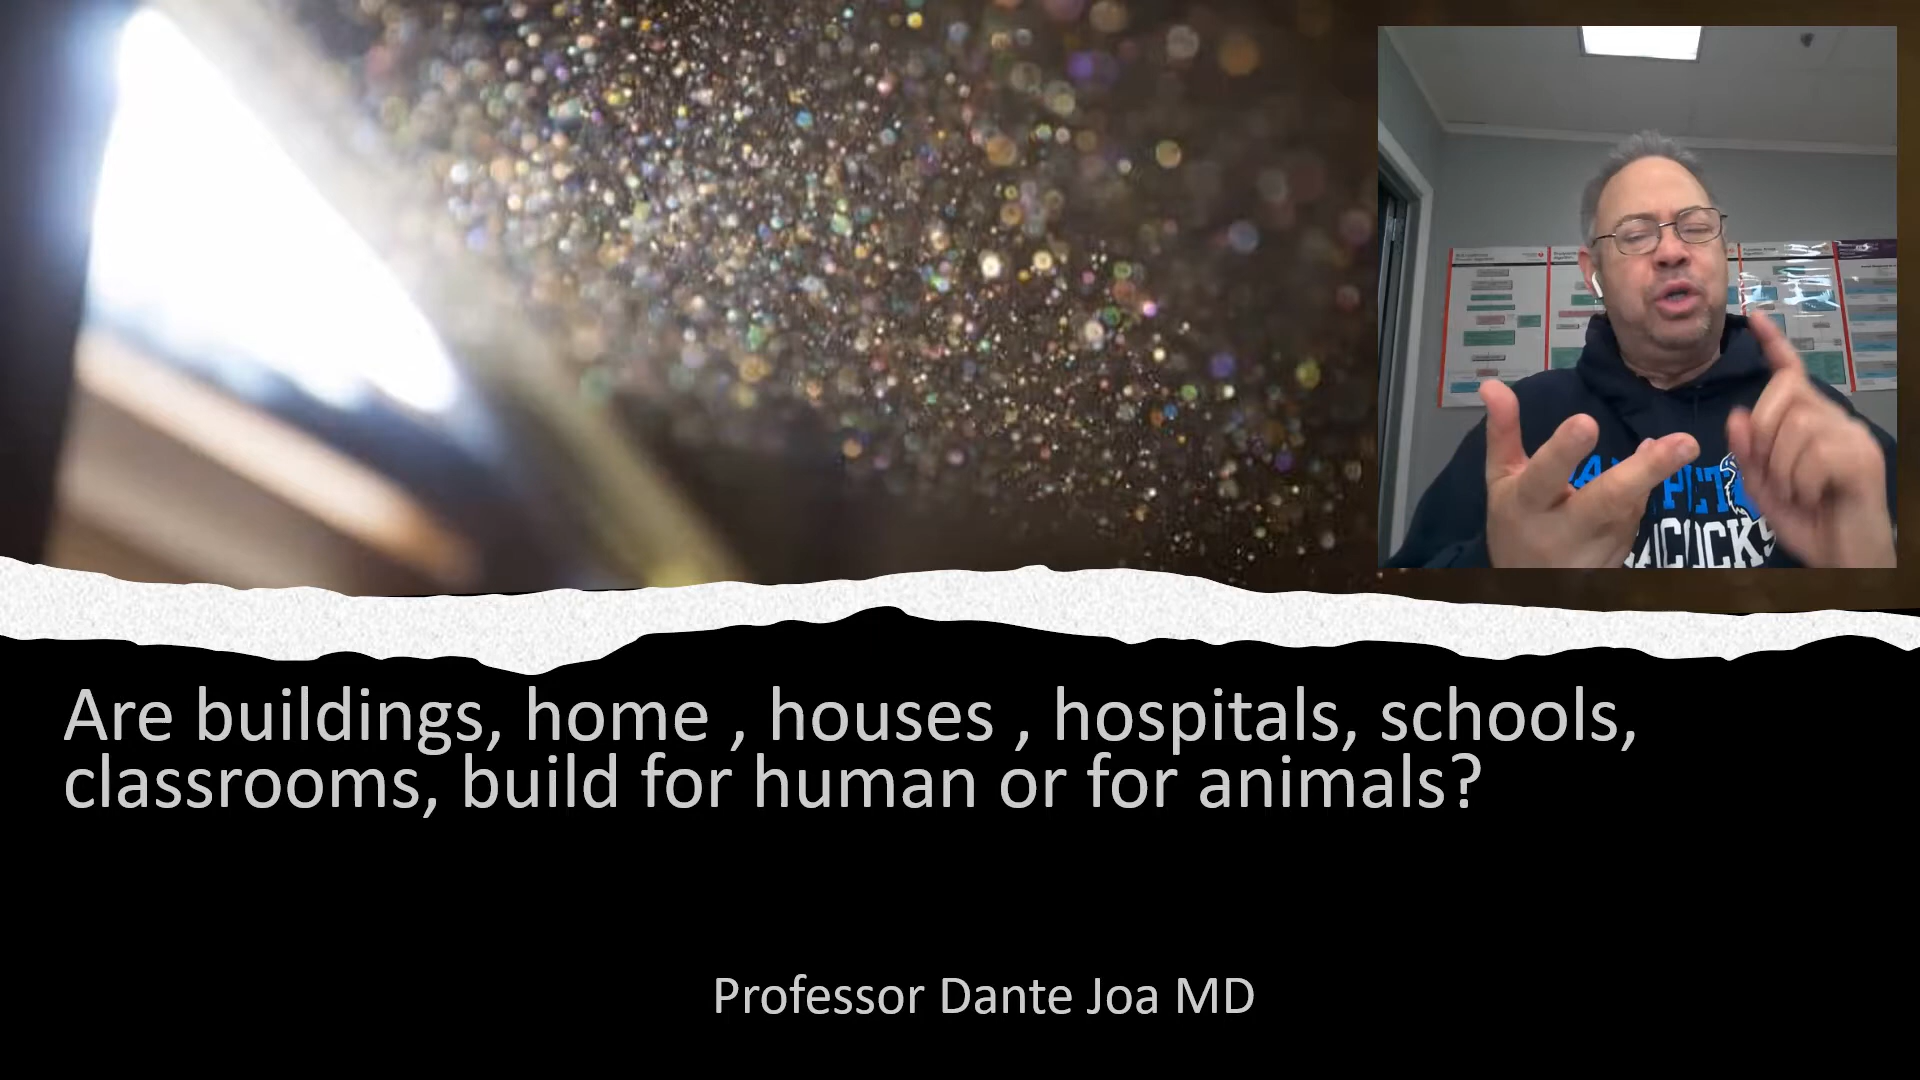 Are buildings, home , houses , hospitals, schools,
classrooms, build for human or for animals?
Professor Dante Joa MD